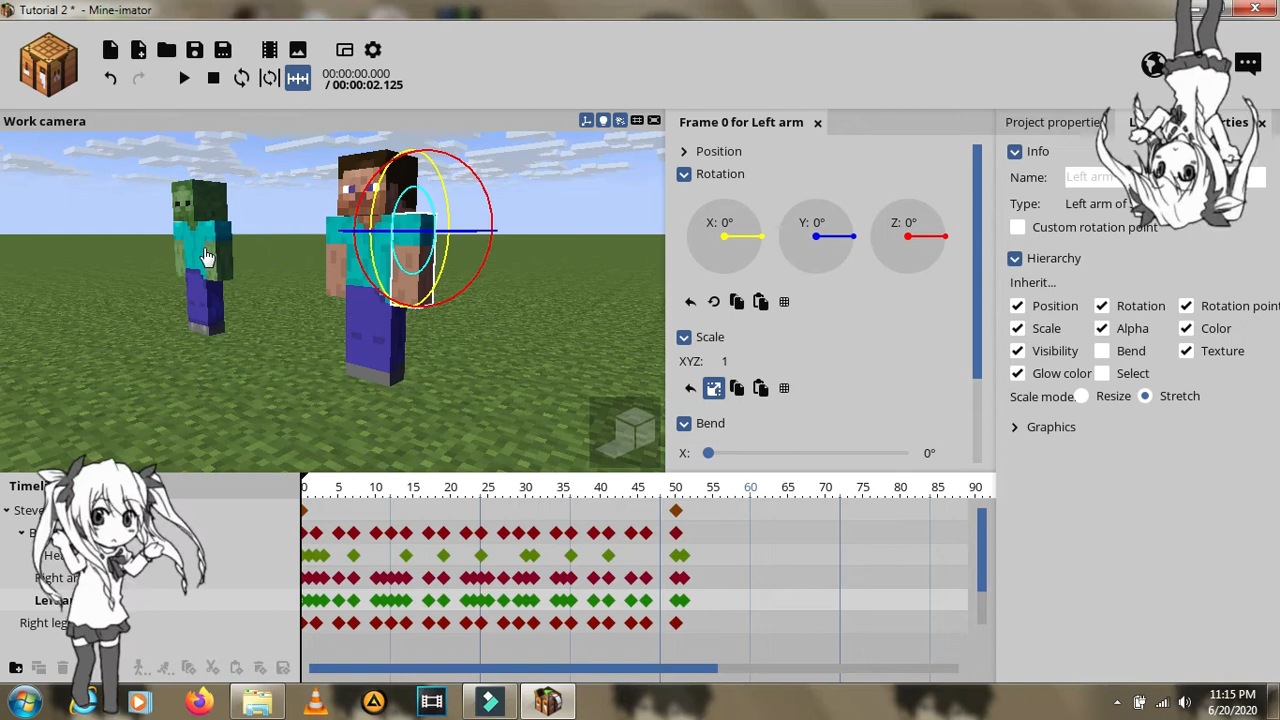 Tutorial 2 * - Mine-imator
00:00:00.000
/ 00:00:02.125
Work camera
Frame 0 for Left arm
Position
Rotation
X: 0°
Y: 0°
Z: 0°
Scale
XYZ: 1
Bend
X: 0°
Project properties
erties
Info
Name: Left arm
Type: Left arm of
Custom rotation point
Hierarchy
Inherit...
Position Rotation Rotation point
Scale Alpha Color
Visibility Bend Texture
Glow color Select
Scale mode: Resize Stretch
Graphics
0 5 10 15 20 25 30 35 40 45 50 55 60 65 70 75 80 85 90
Right leg
11:15 PM
6/20/2020